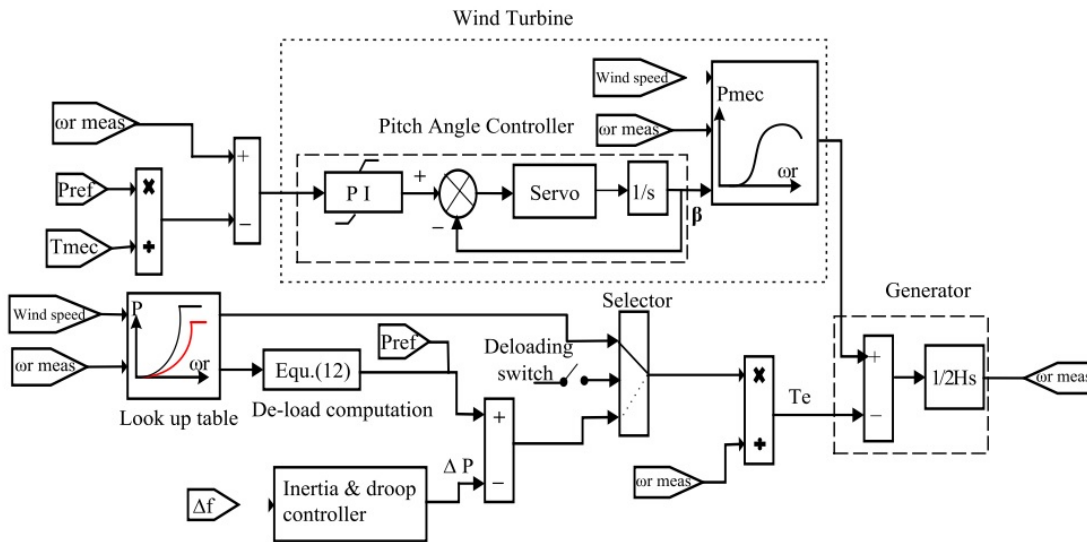 Wind Turbine
Wind speed
Pmec
ωr meas
Pitch Angle Controller
ωr meas
+
Pref
×
P I
+
Servo
1/s
ωr
−
−
β
Tmec
÷
Generator
Selector
Wind speed
P
Pref
Deloading
switch
+
ωr meas
ωr
Equ.(12)
×
1/2Hs
ωr meas
Look up table
De-load computation
Te
−
+
÷
Δ P
−
ωr meas
Δf
Inertia & droop
controller